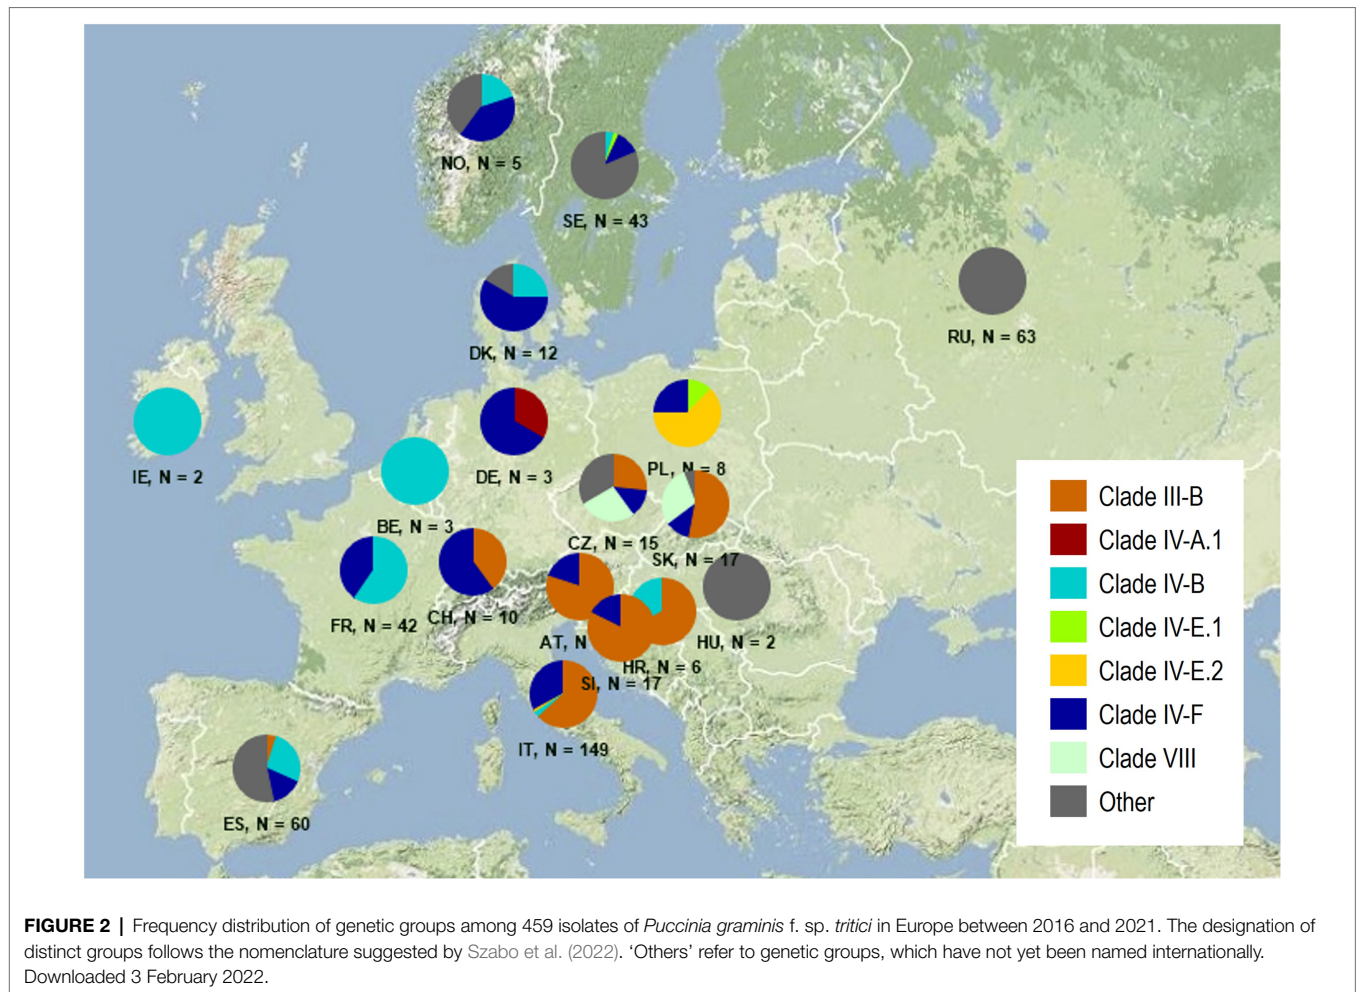 NO, N = 5
SE, N = 43
RU, N = 63
DK, N = 12
IE, N = 2
DE, N = 3
PL, N = 8
BE, N = 3
CZ, N = 15
SK, N = 17
FR, N = 42
CH, N = 10
AT, N
HR, N = 6
HU, N = 2
SI, N = 17
IT, N = 149
ES, N = 60
Clade III-B
Clade IV-A.1
Clade IV-B
Clade IV-E.1
Clade IV-E.2
Clade IV-F
Clade VIII
Other
FIGURE 2 | Frequency distribution of genetic groups among 459 isolates of Puccinia graminis f. sp. tritici in Europe between 2016 and 2021. The designation of
distinct groups follows the nomenclature suggested by Szabo et al. (2022). ‘Others’ refer to genetic groups, which have not yet been named internationally.
Downloaded 3 February 2022.